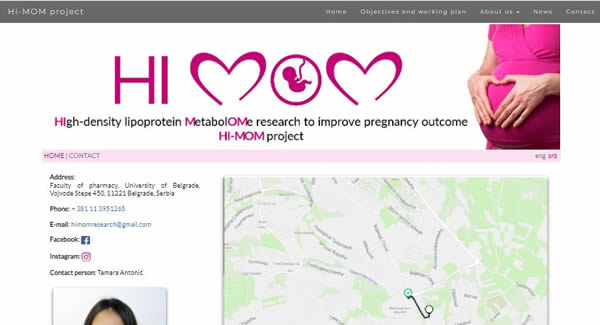 Hi-MOM project
Home Objectives and working plan About us News Contact
HI MOM
HIgh-density lipoprotein MetabolOMe research to improve pregnancy outcome
HI-MOM project
HOME | CONTACT
eng srb
Address:
Faculty of pharmacy, University of Belgrade,
Vojvode Stepe 450, 11221 Belgrade, Serbia
Phone: + 381 11 3951265
E-mail: himomresearch@gmail.com
Facebook:
Instagram:
Contact person: Tamara Antonić